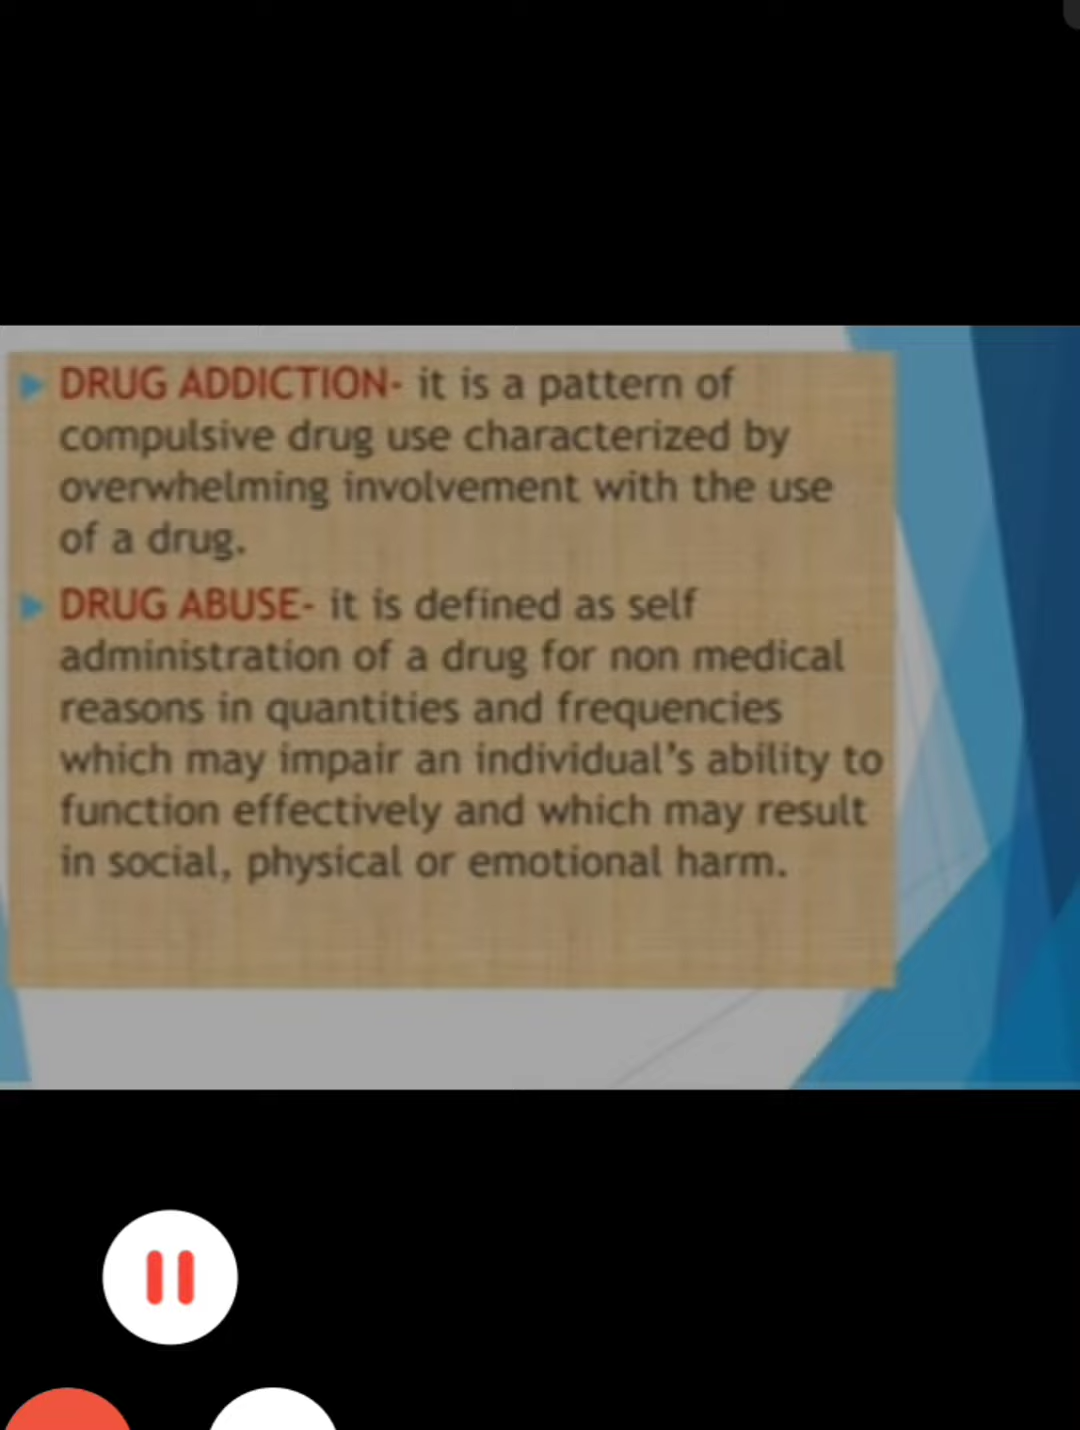 DRUG ADDICTION- it is a pattern of
compulsive drug use characterized by
overwhelming involvement with the use
of a drug.
DRUG ABUSE- it is defined as self
administration of a drug for non medical
reasons in quantities and frequencies
which may impair an individual's ability to
function effectively and which may result
in social, physical or emotional harm.